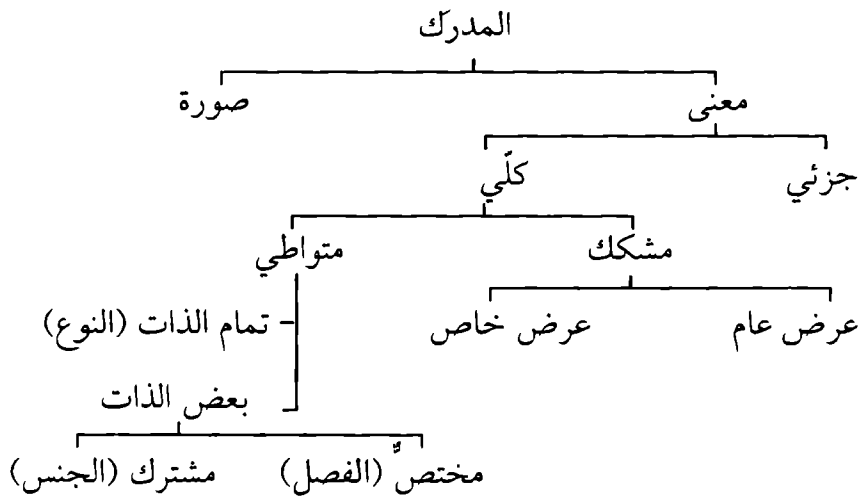 المدرَك
معنى صورة
جزئي كلّي
مشكك متواطي
عرض عام عرض خاص تمام الذات (النوع)
بعض الذات
مختصٌّ (الفصل) مشترك (الجنس)